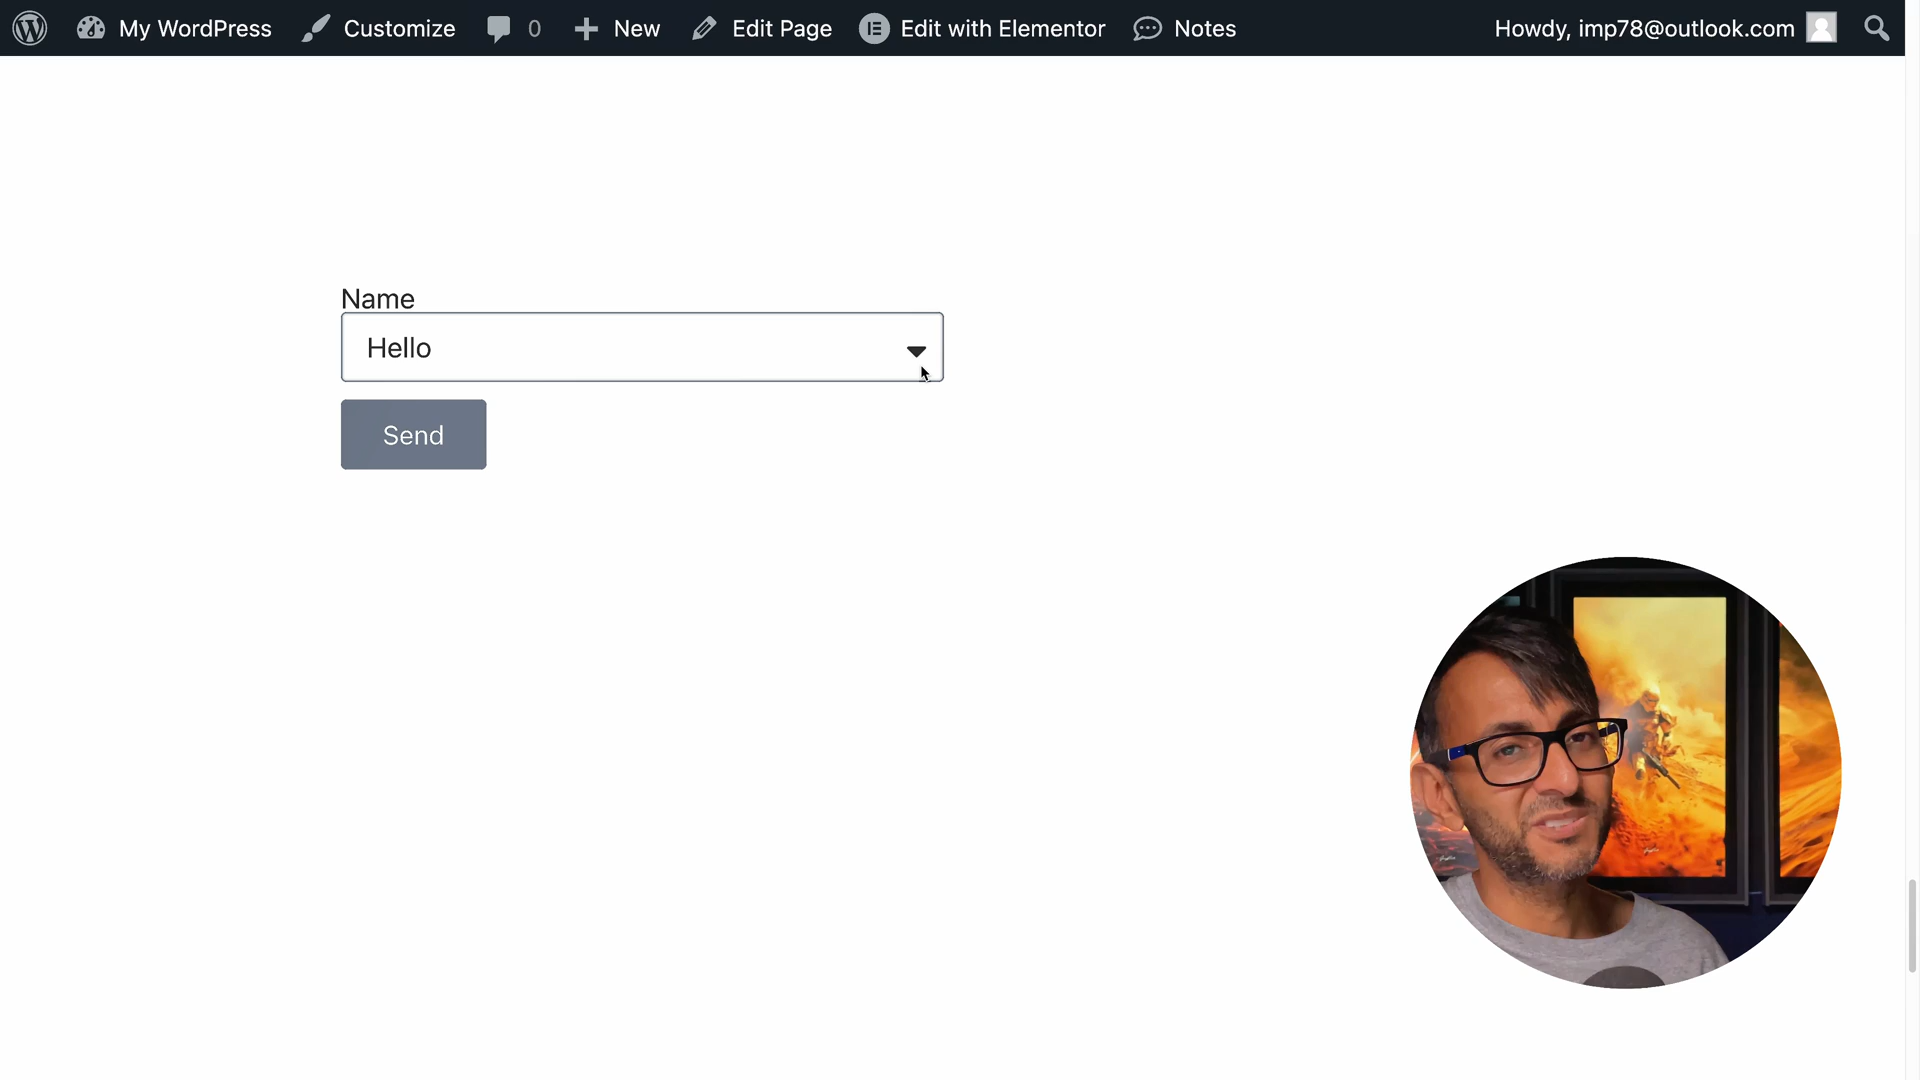 My WordPress Customize 0 New Edit Page Edit with Elementor Notes Howdy, imp78@outlook.com
Name
Hello
Send